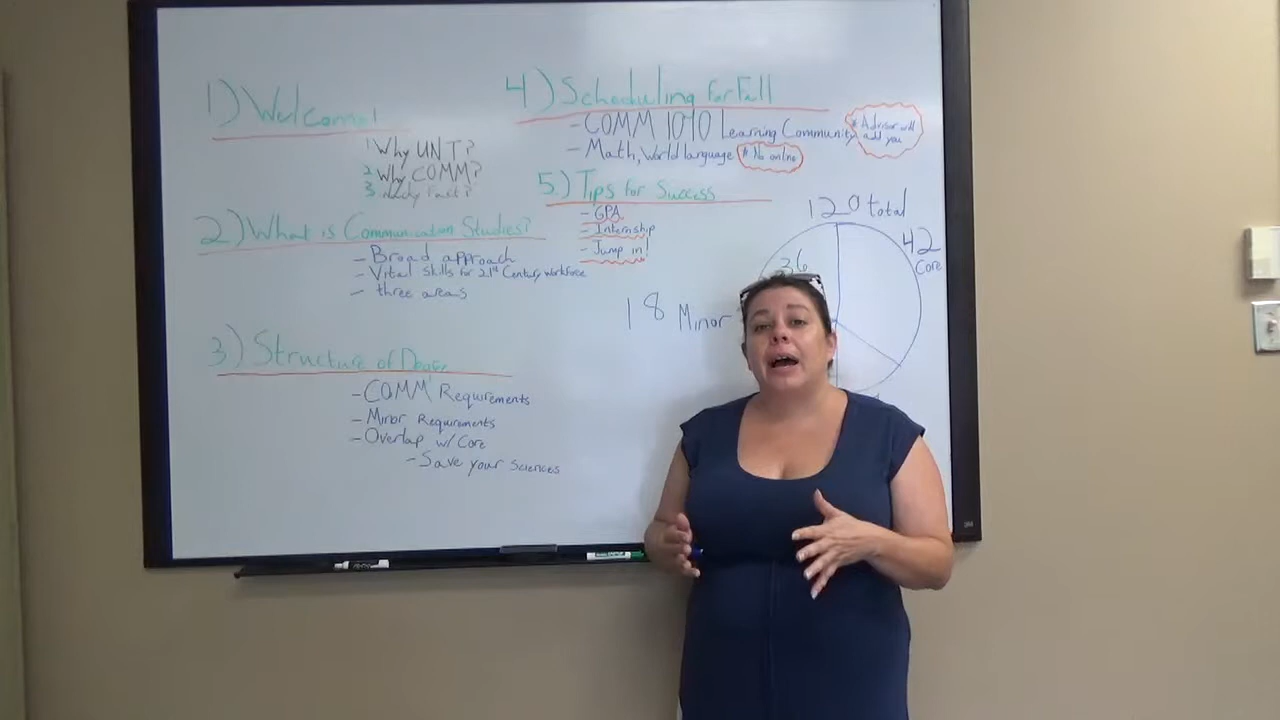 1) Welcome!
1 Why UNT?
2 Why COMM?
3
2) What is Communication Studies?
- Broad approach
- Vital Skills for 21st Century workforce
- three areas
3) Structure of Degree
- COMM Requirements
- Minor Requirements
- Overlap w/ Core
- Save your Sciences
4) Scheduling for Fall
- COMM 1010 Learning Community
* Advisor will add you
- Math, World language
* No online
5.) Tips for Success
- GPA
- Internship
- Jump in!
120 total
42
Core
36
18 Minor